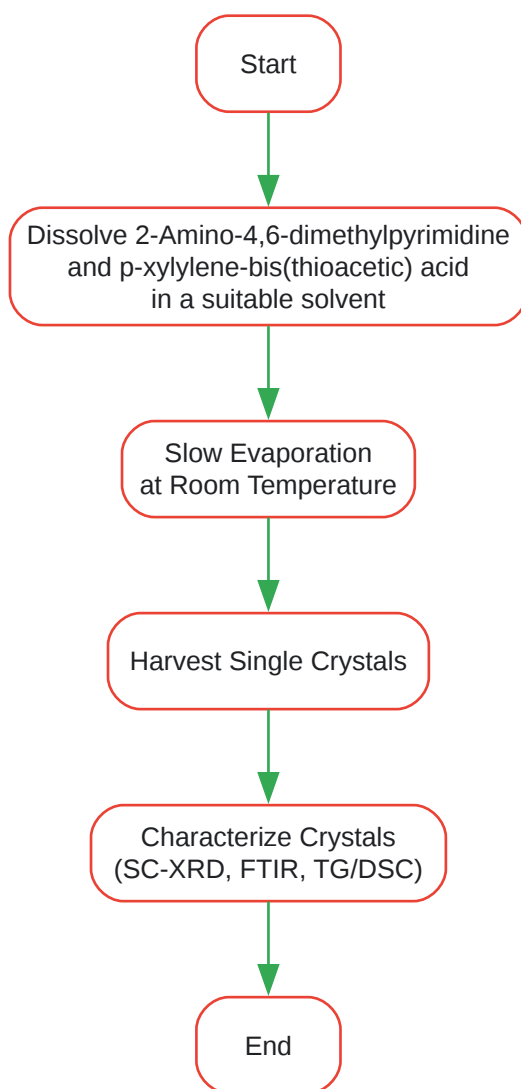 Start
Dissolve 2-Amino-4,6-dimethylpyrimidine
and p-xylylene-bis(thioacetic) acid
in a suitable solvent
Slow Evaporation
at Room Temperature
Harvest Single Crystals
Characterize Crystals
(SC-XRD, FTIR, TG/DSC)
End